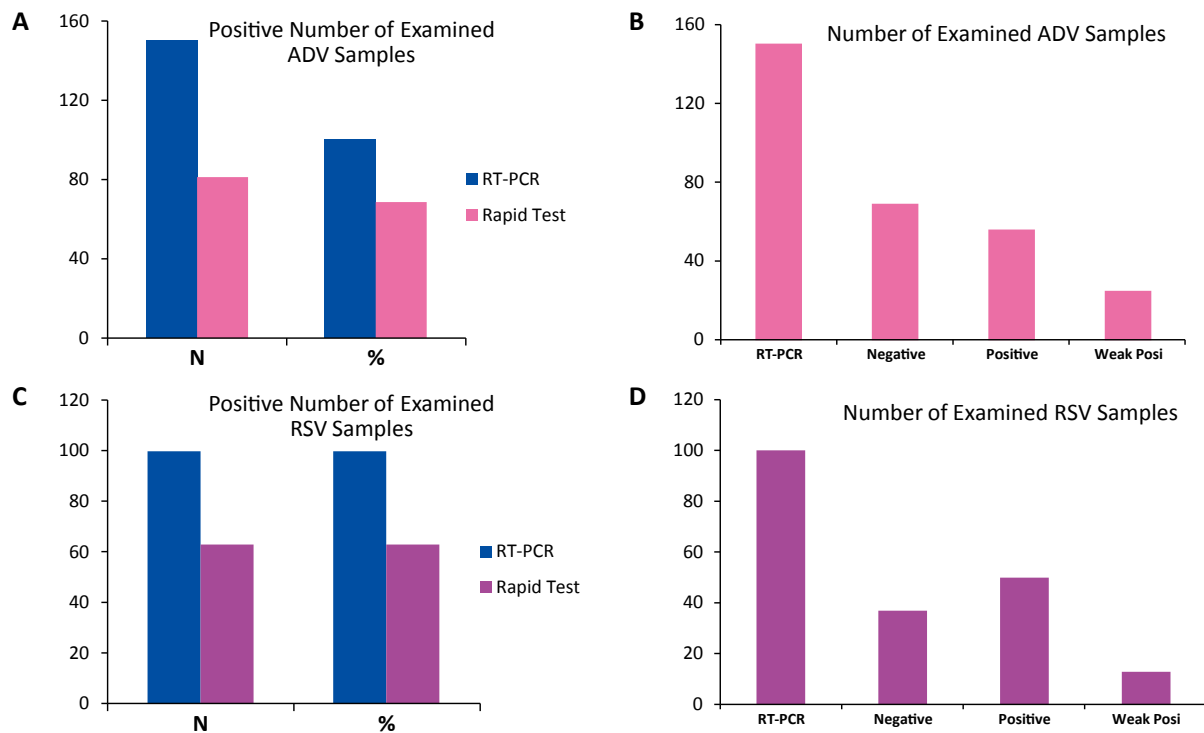 A
Positive Number of Examined
ADV Samples
160
120
80
40
0
N
%
RT-PCR
Rapid Test
B
Number of Examined ADV Samples
160
120
80
40
0
RT-PCR
Negative
Positive
Weak Posi
C
Positive Number of Examined
RSV Samples
120
100
80
60
40
20
0
N
%
RT-PCR
Rapid Test
D
Number of Examined RSV Samples
120
100
80
60
40
20
0
RT-PCR
Negative
Positive
Weak Posi